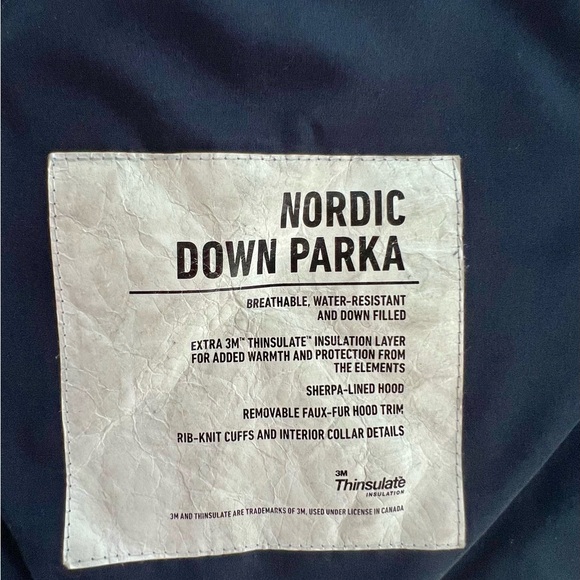 NORDIC
DOWN PARKA
BREATHABLE, WATER-RESISTANT
AND DOWN FILLED
EXTRA 3M™ THINSULATE™ INSULATION LAYER
FOR ADDED WARMTH AND PROTECTION FROM
THE ELEMENTS
SHERPA-LINED HOOD
REMOVABLE FAUX-FUR HOOD TRIM
RIB-KNIT CUFFS AND INTERIOR COLLAR DETAILS
3M
Thinsulate
INSULATION
3M AND THINSULATE ARE TRADEMARKS OF 3M, USED UNDER LICENSE IN CANADA